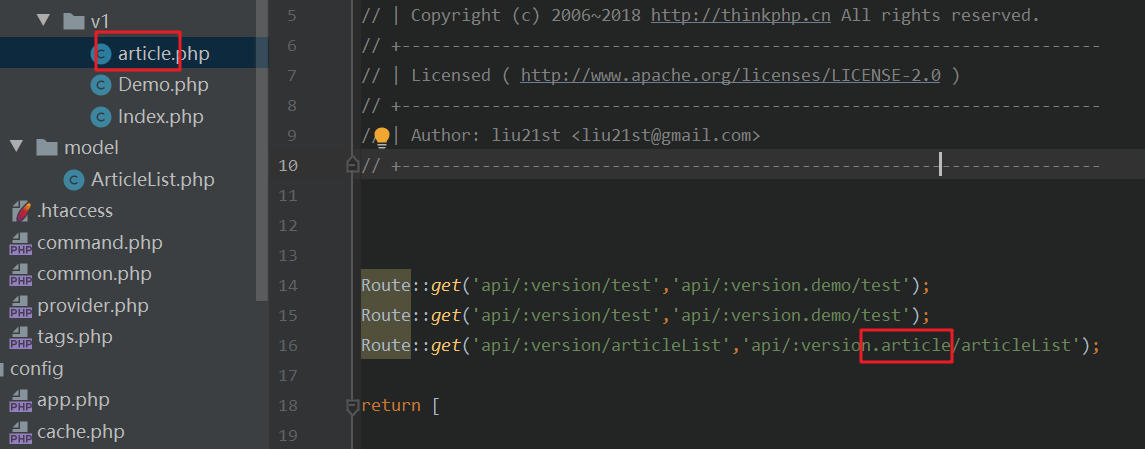 v1
article.php
Demo.php
Index.php
model
ArticleList.php
.htaccess
command.php
common.php
provider.php
tags.php
config
app.php
cache.php
5 // | Copyright (c) 2006~2018 http://thinkphp.cn All rights reserved.
6 // +----------------------------------------------------------------------
7 // | Licensed ( http://www.apache.org/licenses/LICENSE-2.0 )
8 // +----------------------------------------------------------------------
9 // | Author: liu21st <liu21st@gmail.com>
10 // +----------------------------------------------------------------------
11
12
13
14 Route::get('api/:version/test','api/:version.demo/test');
15 Route::get('api/:version/test','api/:version.demo/test');
16 Route::get('api/:version/articleList','api/:version.article/articleList');
17
18 return [
19